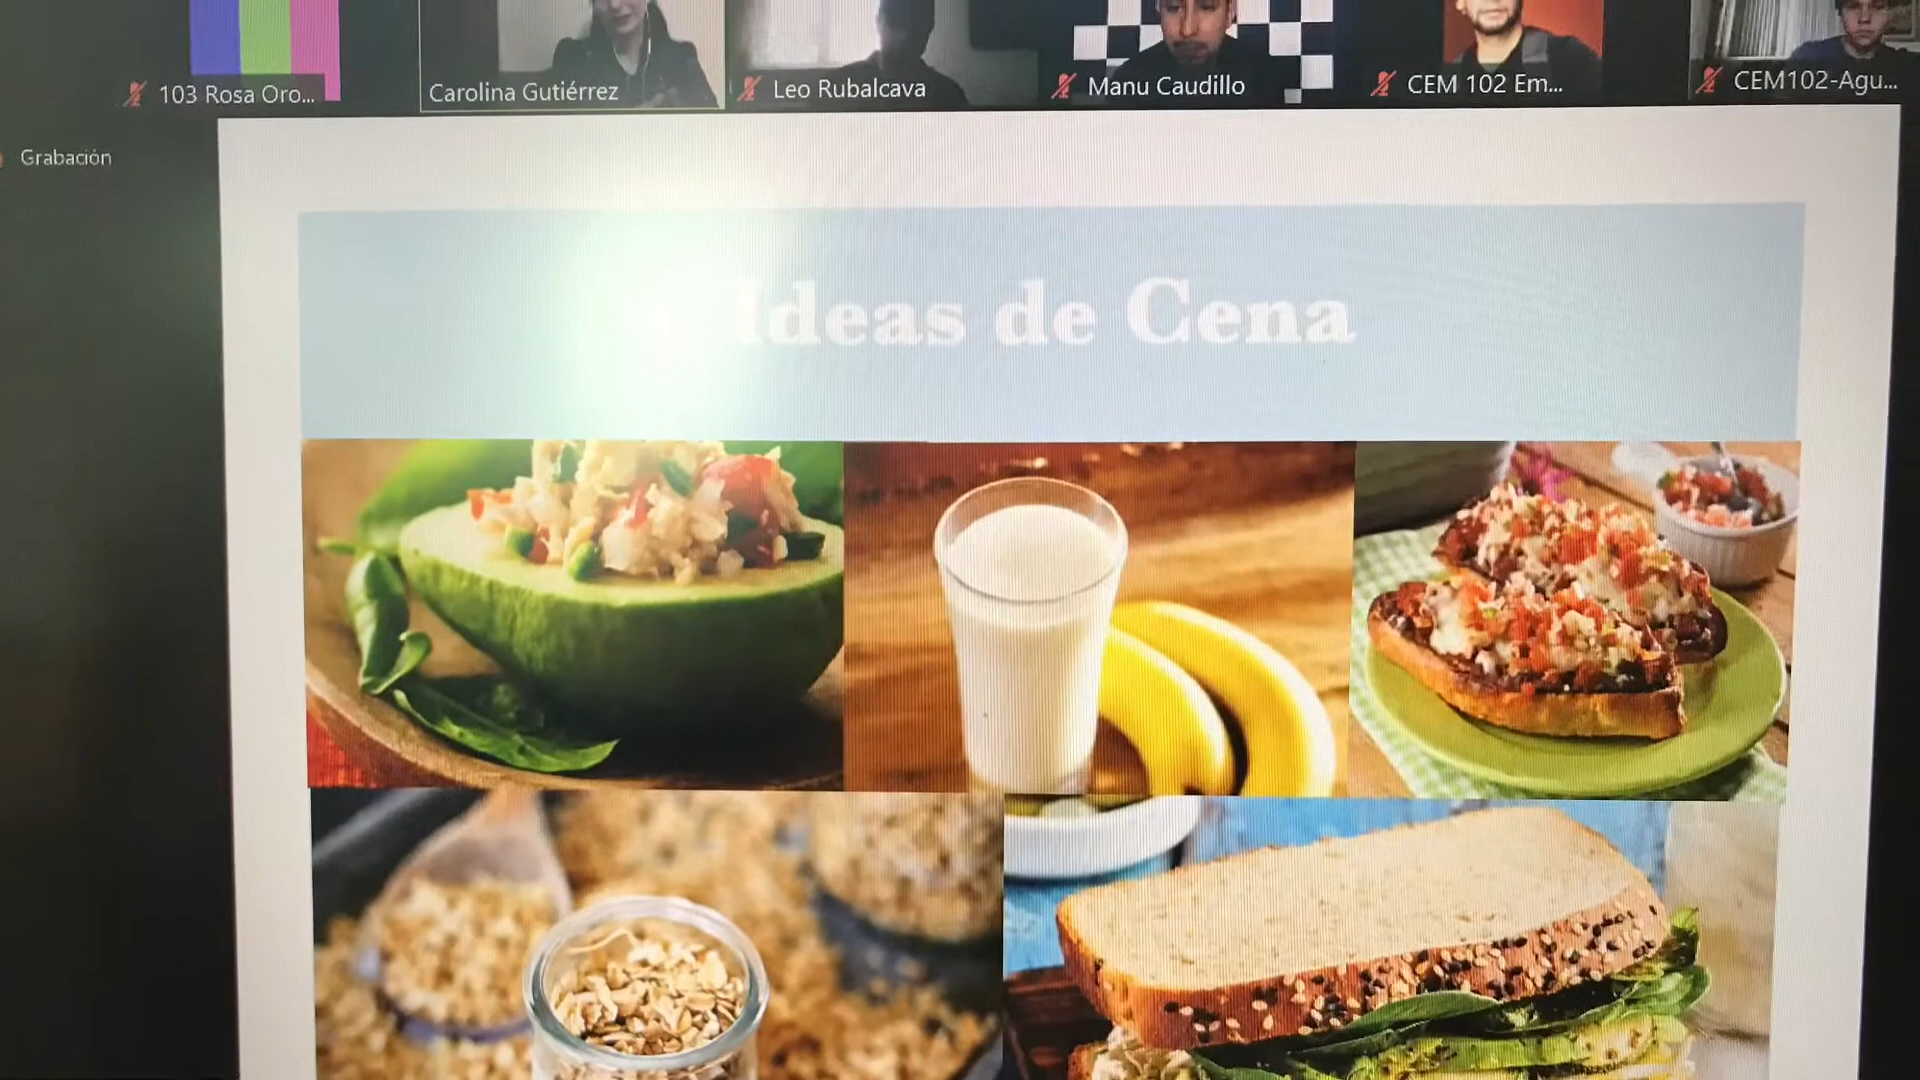 103 Rosa Oro...
Carolina Gutiérrez
Leo Rubalcava
Manu Caudillo
CEM 102 Em...
CEM102-Agu...
Grabación
Ideas de Cena